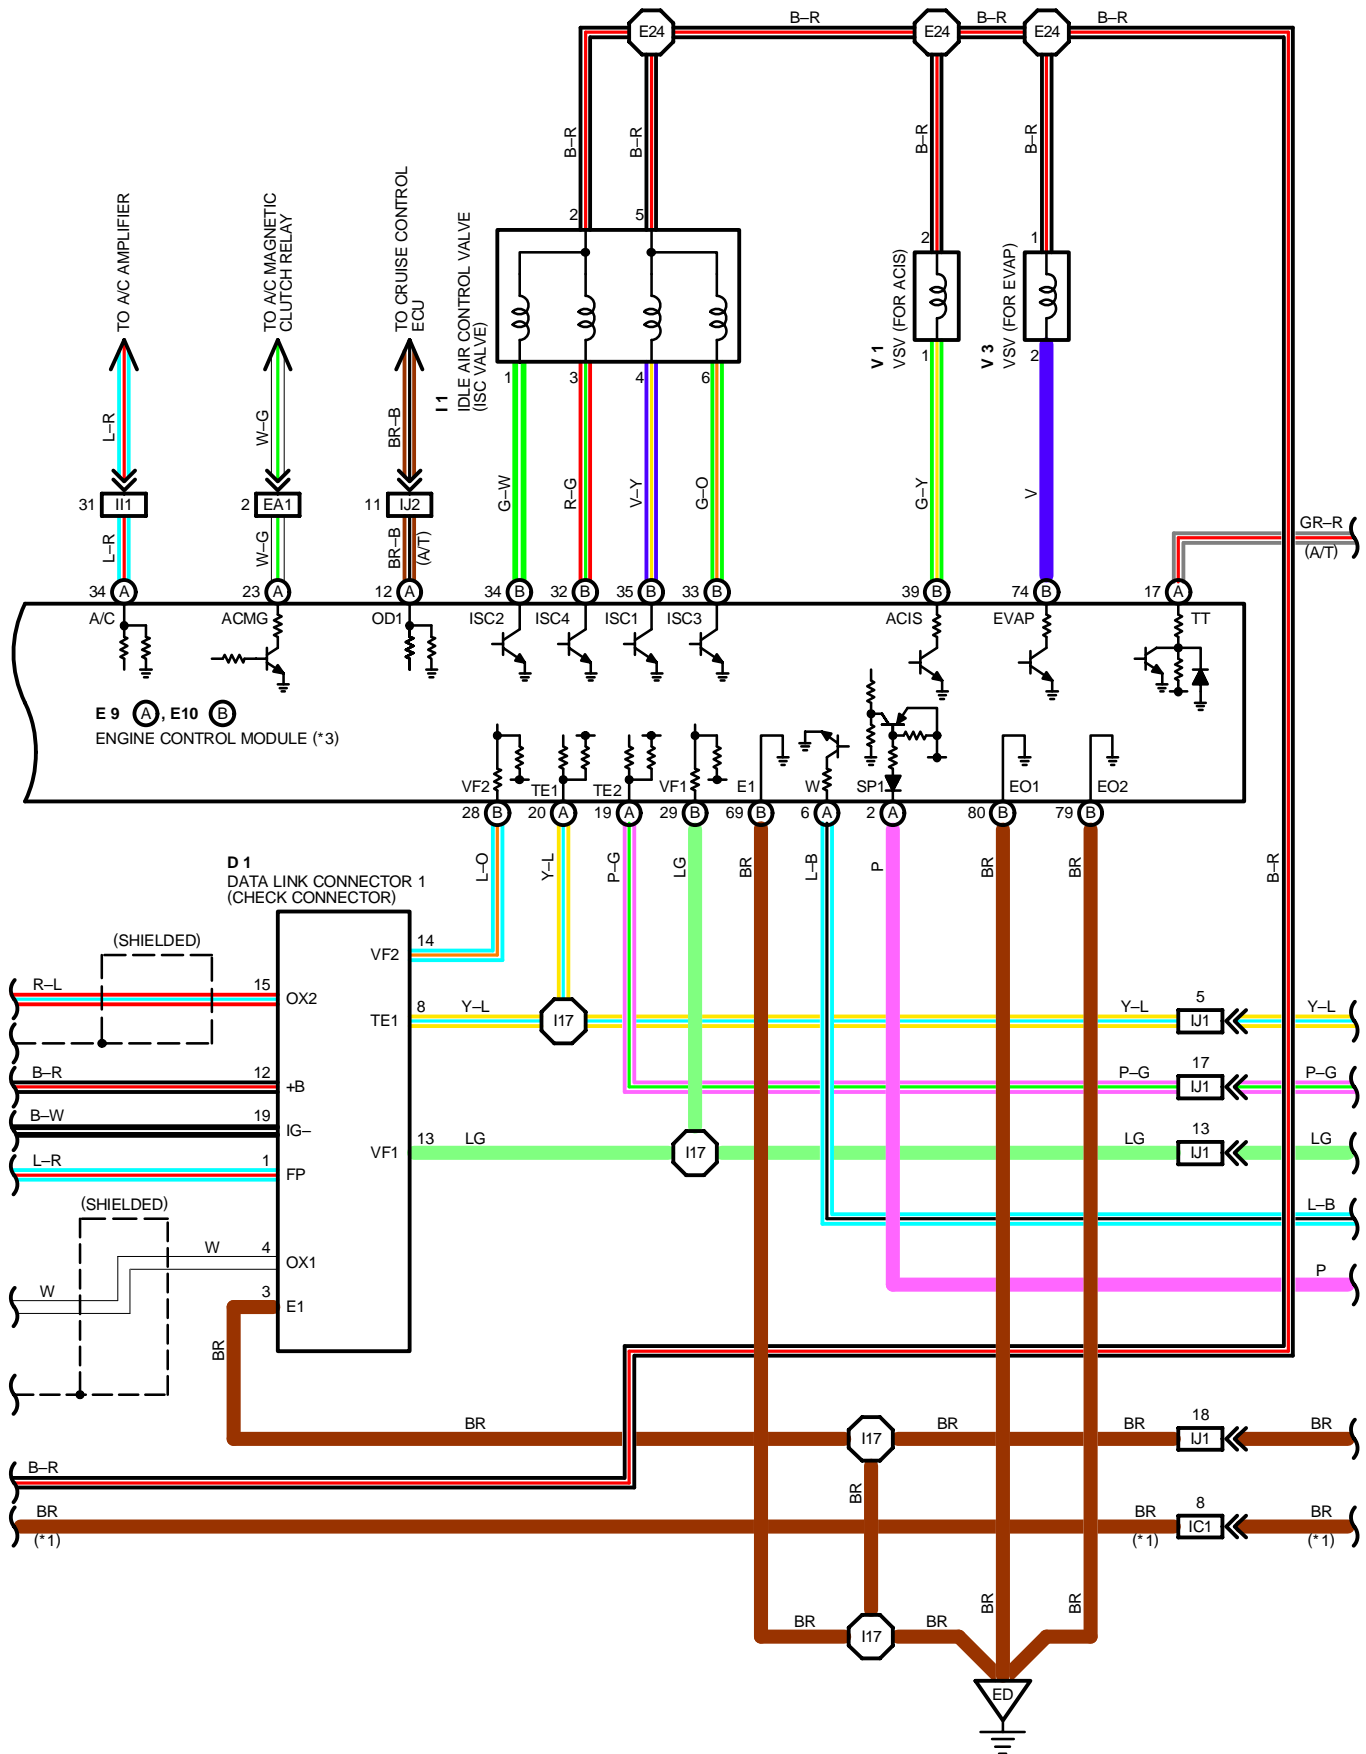 B–R
B–R
B–R
E24
E24
E24
B–R
B–R
B–R
B–R
TO A/C AMPLIFIER
TO A/C MAGNETIC
CLUTCH RELAY
TO CRUISE CONTROL
ECU
2
5
2
1
I 1
IDLE AIR CONTROL VALVE
(ISC VALVE)
V 1
VSV (FOR ACIS)
V 3
VSV (FOR EVAP)
1
3
4
6
1
2
L–R
W–G
BR–B
G–W
R–G
V–Y
G–O
G–Y
V
31
II1
2
EA1
11
IJ2
GR–R
(A/T)
L–R
W–G
BR–B
(A/T)
34
A
23
A
12
A
34
B
32
B
35
B
33
B
39
B
74
B
17
A
A/C
ACMG
OD1
ISC2
ISC4
ISC1
ISC3
ACIS
EVAP
TT
E 9 A , E10 B
ENGINE CONTROL MODULE (*3)
VF2
TE1
TE2
VF1
E1
W
SP1
EO1
EO2
28
B
20
A
19
A
29
B
69
B
6
A
2
A
80
B
79
B
L–O
Y–L
P–G
LG
BR
L–B
P
BR
BR
B–R
D 1
DATA LINK CONNECTOR 1
(CHECK CONNECTOR)
(SHIELDED)
14
VF2
R–L
15
OX2
8
TE1
Y–L
I17
Y–L
5
IJ1
Y–L
B–R
12
+B
P–G
17
IJ1
P–G
B–W
19
IG–
13
VF1
LG
I17
LG
13
IJ1
LG
L–R
1
FP
(SHIELDED)
L–B
W
4
OX1
P
W
3
E1
BR
BR
I17
BR
BR
18
IJ1
BR
B–R
BR
BR
(*1)
BR
(*1)
8
IC1
BR
(*1)
BR
BR
BR
I17
BR
ED